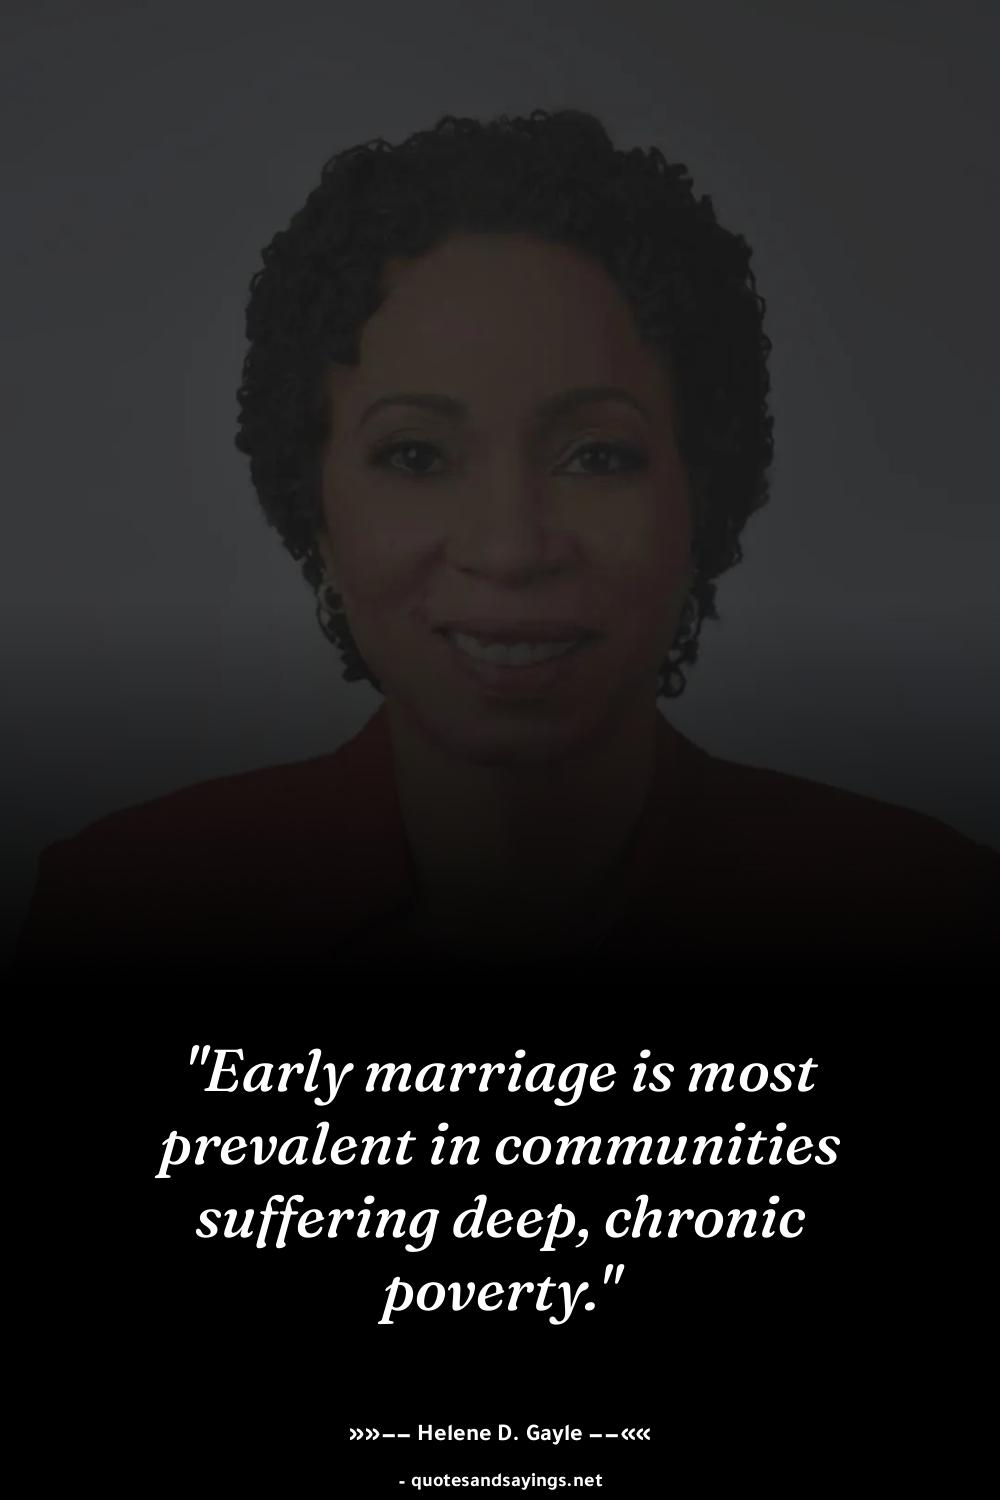 "Early marriage is most
prevalent in communities
suffering deep, chronic
poverty."
»»−− Helene D. Gayle −−««
- quotesandsayings.net